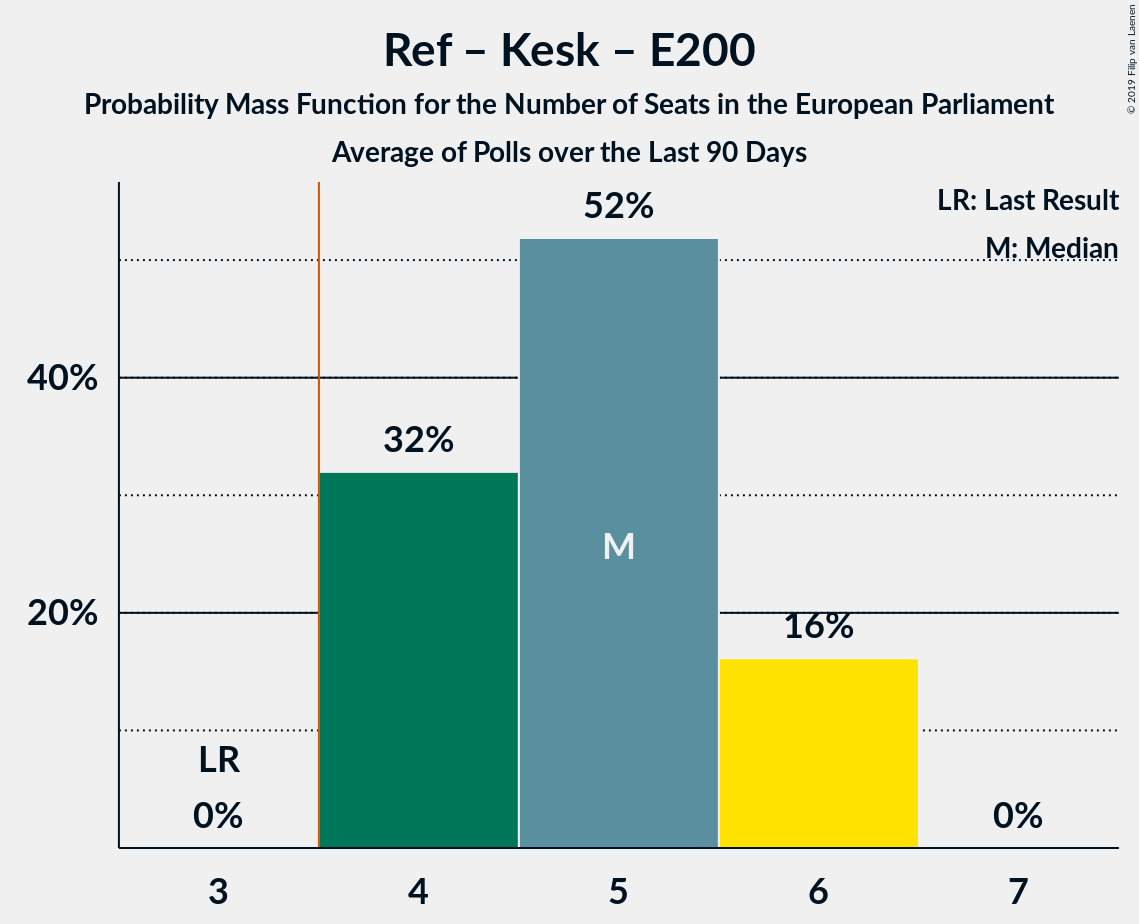 Ref – Kesk – E200
Probability Mass Function for the Number of Seats in the European Parliament
Average of Polls over the Last 90 Days
© 2019 Filip van Laenen
LR: Last Result
M: Median
52%
40%
32%
M
20%
16%
LR
0%
0%
3
4
5
6
7